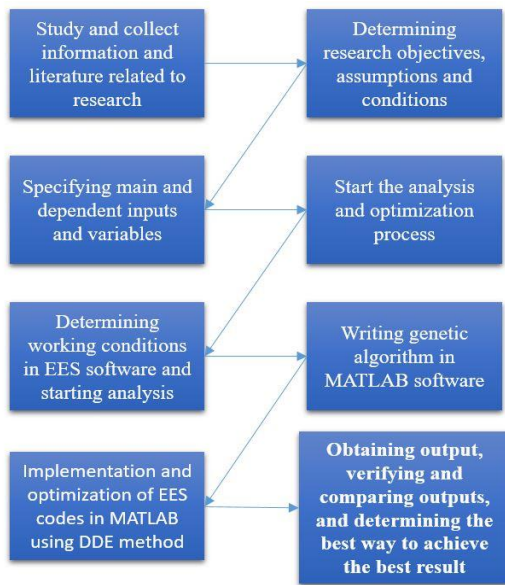 Study and collect
information and
literature related to
research
Determining
research objectives,
assumptions and
conditions
Specifying main and
dependent inputs
and variables
Start the analysis
and optimization
process
Determining
working conditions
in EES software and
starting analysis
Writing genetic
algorithm in
MATLAB software
Implementation and
optimization of EES
codes in MATLAB
using DDE method
Obtaining output,
verifying and
comparing outputs,
and determining the
best way to achieve
the best result